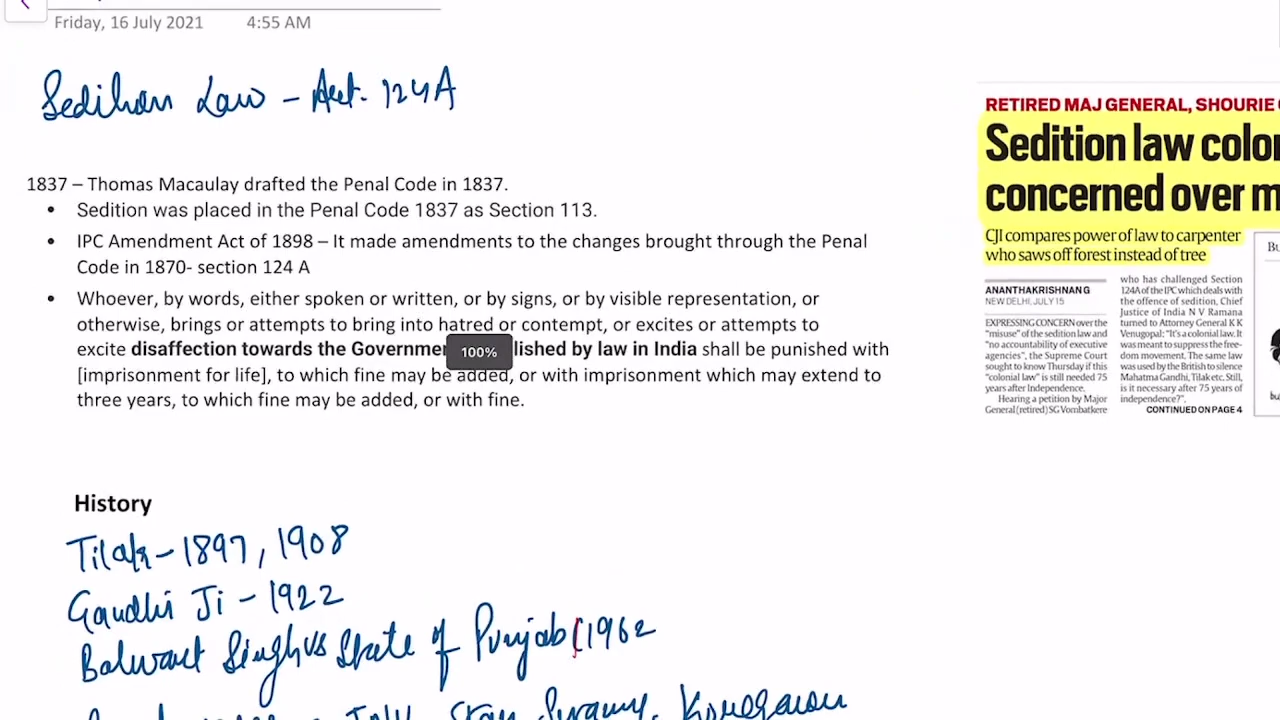 Friday, 16 July 2021 4:55 AM
Sedition Law - Art. 124A
1837 – Thomas Macaulay drafted the Penal Code in 1837.
• Sedition was placed in the Penal Code 1837 as Section 113.
• IPC Amendment Act of 1898 – It made amendments to the changes brought through the Penal
Code in 1870- section 124 A
• Whoever, by words, either spoken or written, or by signs, or by visible representation, or
otherwise, brings or attempts to bring into hatred or contempt, or excites or attempts to
excite disaffection towards the Governme lished by law in India shall be punished with
100%
[imprisonment for life], to which fine may be added, or with imprisonment which may extend to
three years, to which fine may be added, or with fine.
History
Tilak - 1897, 1908
Gandhi Ji - 1922
Balwant Singh vs State of Punjab (1962
Stan Swamy, Koregaon
RETIRED MAJ GENERAL, SHOURIE
Sedition law colo
concerned over m
CJI compares power of law to carpenter
who saws off forest instead of tree
ANANTHAKRISHNAN G
NEW DELHI, JULY 15
EXPRESSING CONCERN over the
"misuse" of the sedition law and
"no accountability of executive
agencies", the Supreme Court
sought to know Thursday if this
"colonial law" is still needed 75
years after Independence.
Hearing a petition by Major
General (retired) SG Vombatkere
who has challenged Section
124A of the IPC which deals with
the offence of sedition, Chief
Justice of India N V Ramana
turned to Attorney General K K
Venugopal: "It's a colonial law. It
was meant to suppress the free-
dom movement. The same law
was used by the British to silence
Mahatma Gandhi, Tilak etc. Still,
is it necessary after 75 years of
independence?".
CONTINUED ON PAGE 4
Bu
bu